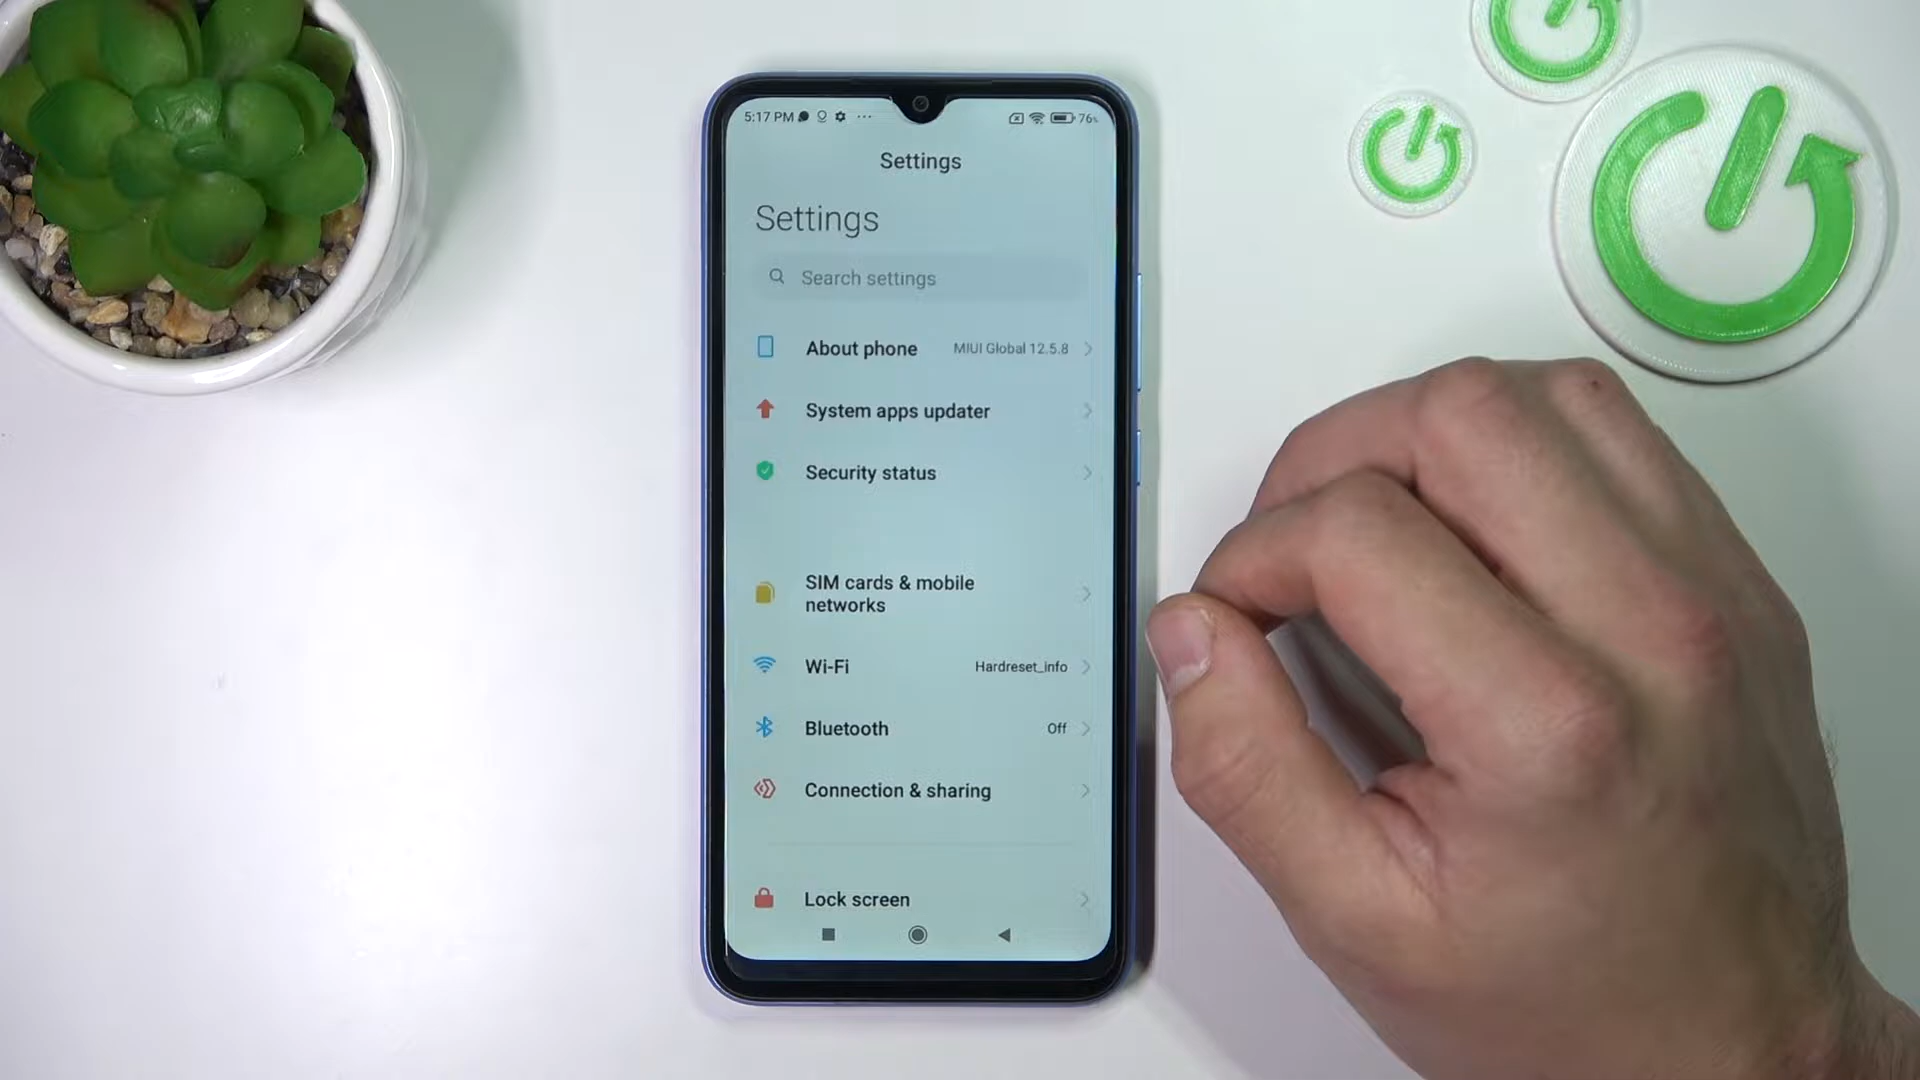 5:17 PM
76%
Settings
Settings
Search settings
About phone
MIUI Global 12.5.8
System apps updater
Security status
SIM cards & mobile
networks
Wi-Fi
Hardreset_info
Bluetooth
Off
Connection & sharing
Lock screen